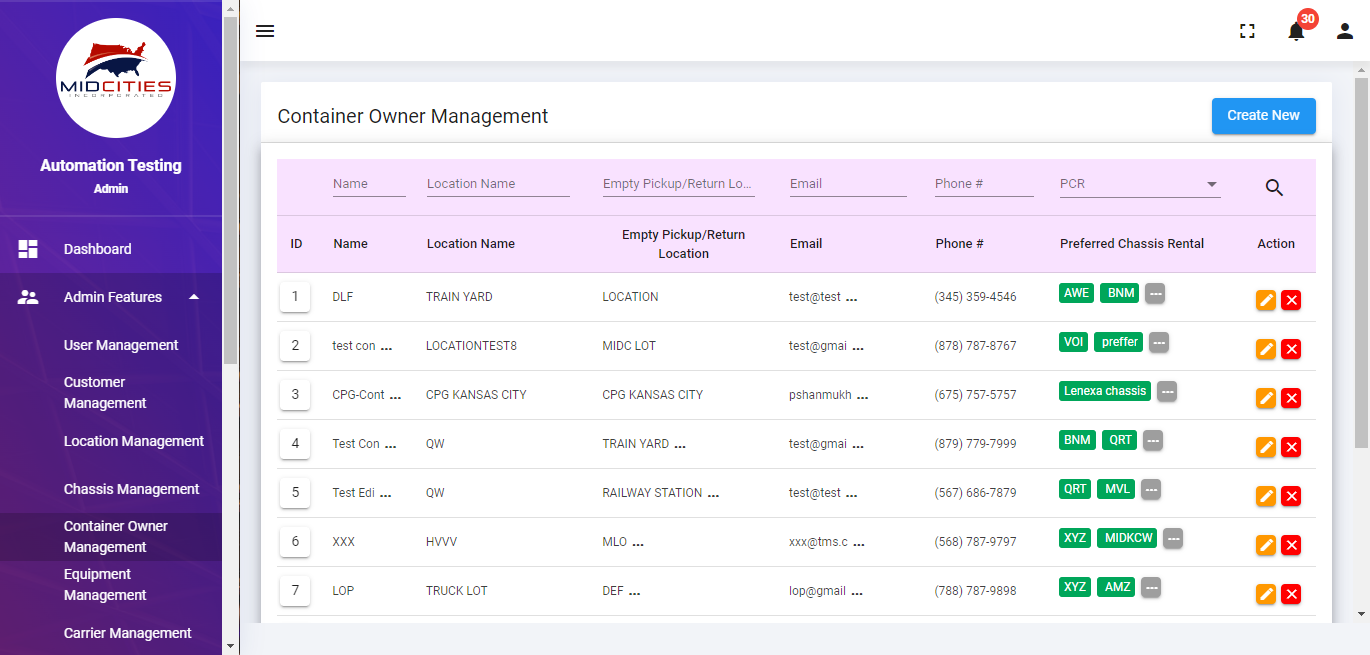 MIDCITIES
INCORPORATED
Automation Testing
Admin
Dashboard
Admin Features
User Management
Customer
Management
Location Management
Chassis Management
Container Owner
Management
Equipment
Management
Carrier Management
30
Container Owner Management
Create New
Name Location Name Empty Pickup/Return Lo... Email Phone # PCR
ID Name Location Name Empty Pickup/Return Location Email Phone # Preferred Chassis Rental Action
1 DLF TRAIN YARD LOCATION test@test ... (345) 359-4546 AWE BNM ---
2 test con ... LOCATIONTEST8 MIDC LOT test@gmai ... (878) 787-8767 VOI preffer ---
3 CPG-Cont ... CPG KANSAS CITY CPG KANSAS CITY pshanmukh ... (675) 757-5757 Lenexa chassis ---
4 Test Con ... QW TRAIN YARD ... test@gmai ... (879) 779-7999 BNM QRT ---
5 Test Edi ... QW RAILWAY STATION ... test@test ... (567) 686-7879 QRT MVL ---
6 XXX HVVV MLO ... xxx@tms.c ... (568) 787-9797 XYZ MIDKCW ---
7 LOP TRUCK LOT DEF ... lop@gmail ... (788) 787-9898 XYZ AMZ ---